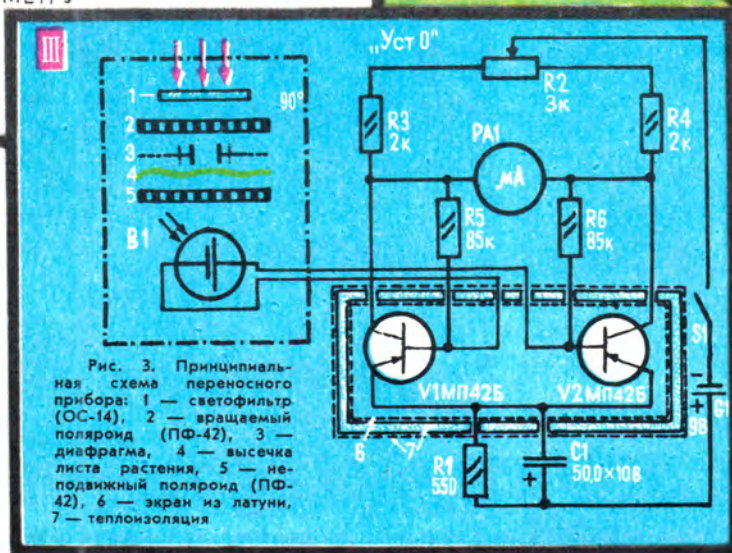 III
„Уст 0"
R2
3к
R3
2к
R4
2к
PA1
μA
R5
85к
R6
85к
90°
1
2
3
4
5
B1
S1
V1МП42Б
V2МП42Б
G1
9В
6
7
R1
550
C1
50,0×10В
Рис. 3. Принципиаль-
ная схема переносного
прибора: 1 — светофильтр
(ОС-14), 2 — вращаемый
поляроид (ПФ-42), 3 —
диафрагма, 4 — высечка
листа растения, 5 — не-
подвижный поляроид (ПФ-
42), 6 — экран из латуни,
7 — теплоизоляция